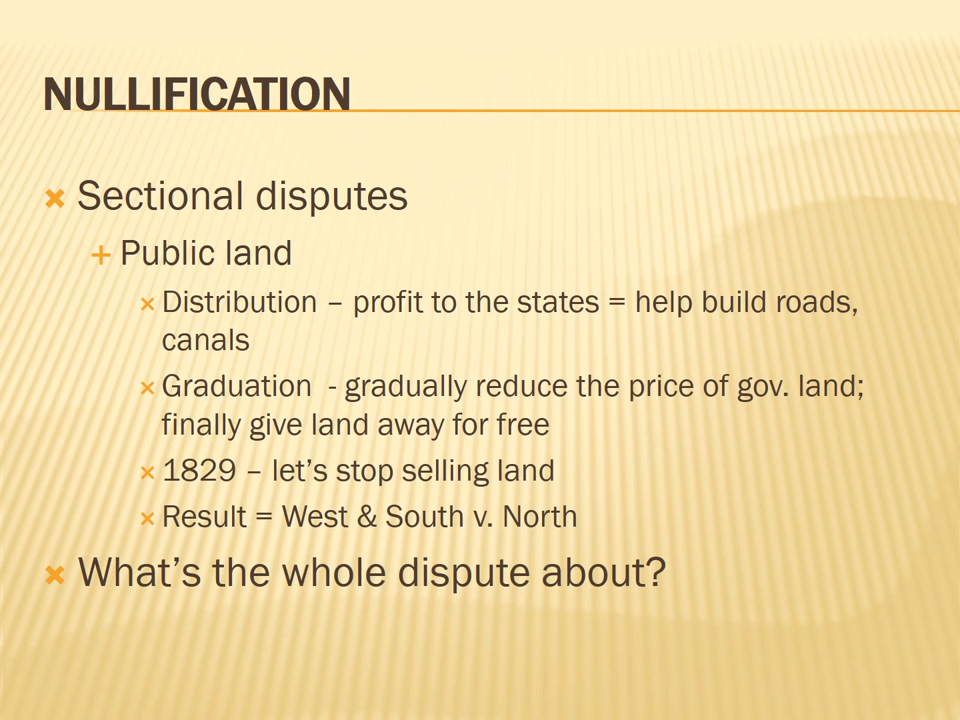 NULLIFICATION
Sectional disputes
Public land
Distribution – profit to the states = help build roads,
canals
Graduation  - gradually reduce the price of gov. land;
finally give land away for free
1829 – let’s stop selling land
Result = West & South v. North
What’s the whole dispute about?